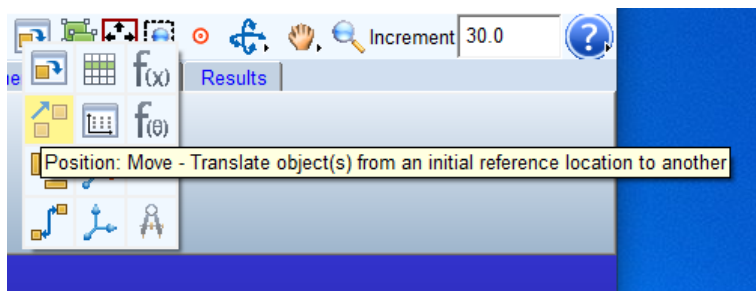 Increment 30.0 ?
f(x)
Results
f(θ)
Position: Move - Translate object(s) from an initial reference location to another